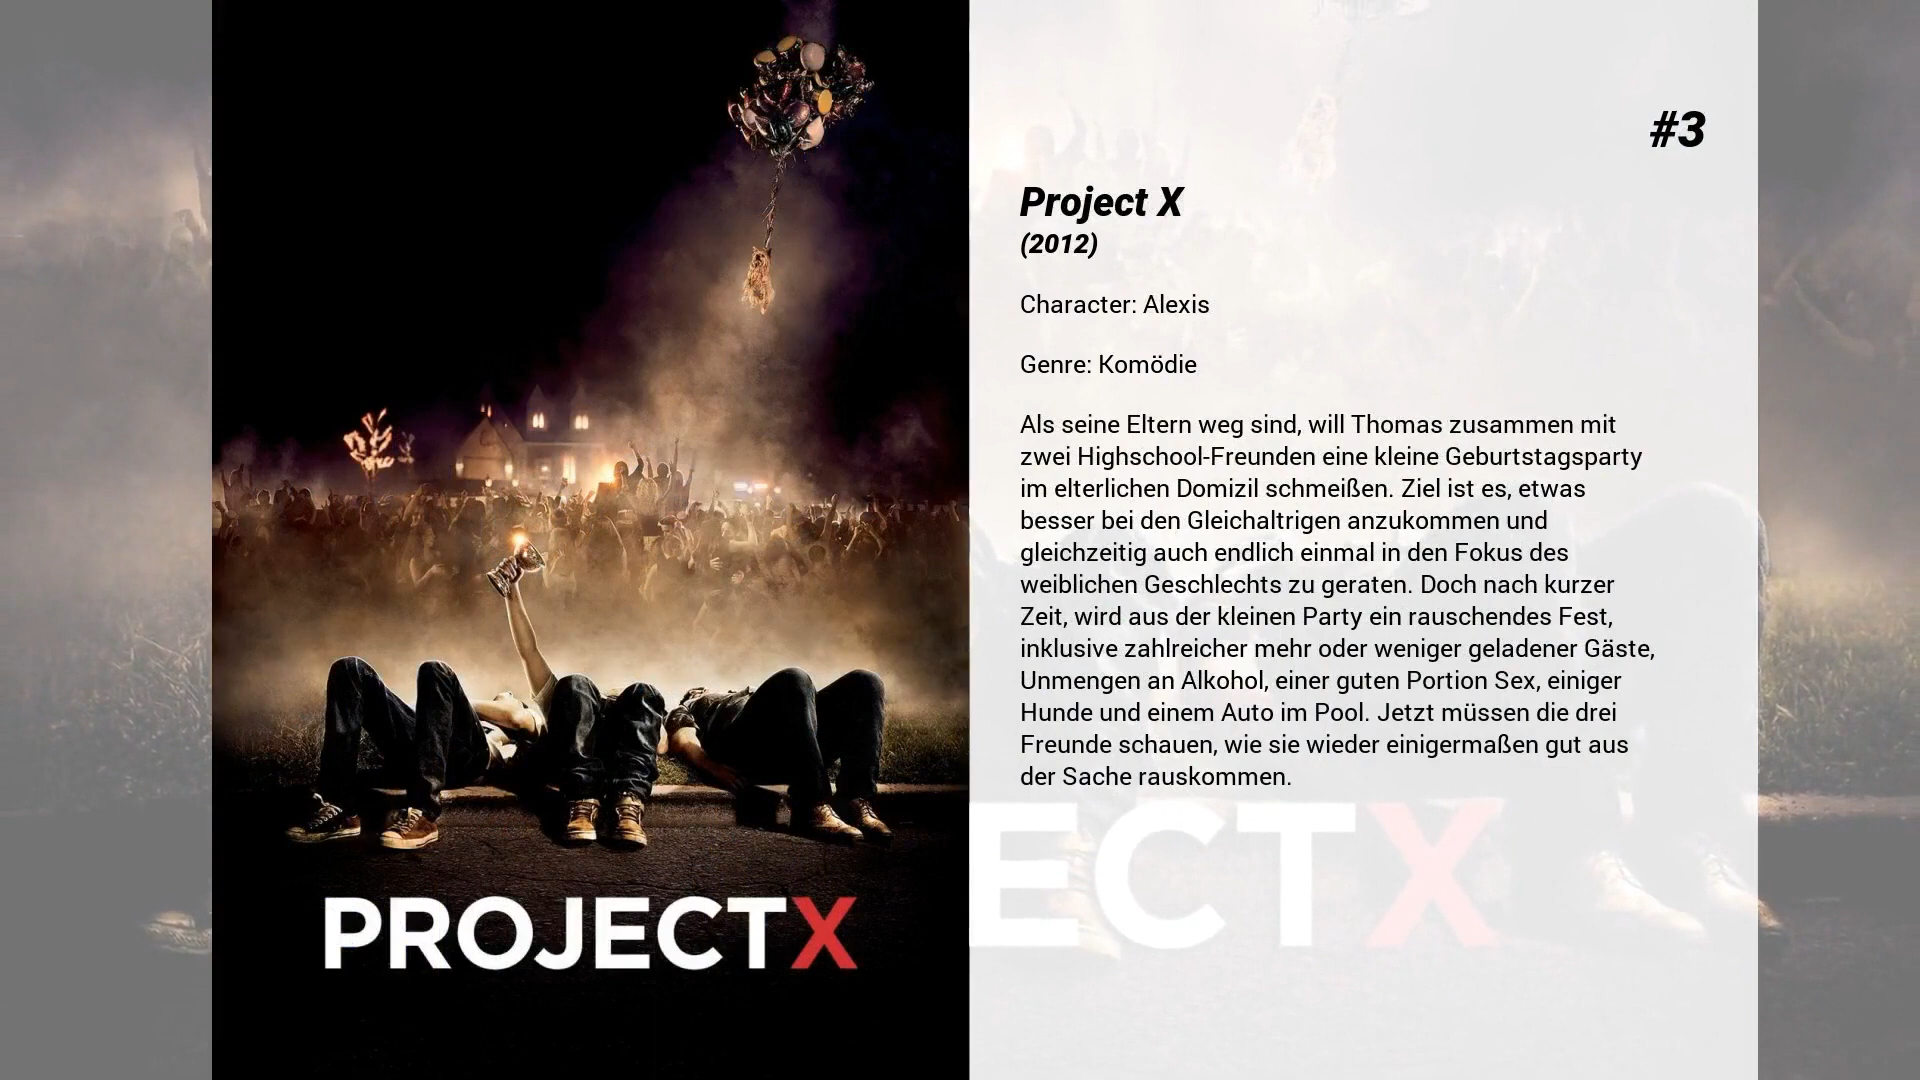 #3
Project X
(2012)
Character: Alexis
Genre: Komödie
Als seine Eltern weg sind, will Thomas zusammen mit
zwei Highschool-Freunden eine kleine Geburtstagsparty
im elterlichen Domizil schmeißen. Ziel ist es, etwas
besser bei den Gleichaltrigen anzukommen und
gleichzeitig auch endlich einmal in den Fokus des
weiblichen Geschlechts zu geraten. Doch nach kurzer
Zeit, wird aus der kleinen Party ein rauschendes Fest,
inklusive zahlreicher mehr oder weniger geladener Gäste,
Unmengen an Alkohol, einer guten Portion Sex, einiger
Hunde und einem Auto im Pool. Jetzt müssen die drei
Freunde schauen, wie sie wieder einigermaßen gut aus
der Sache rauskommen.
PROJECTX
ECTX